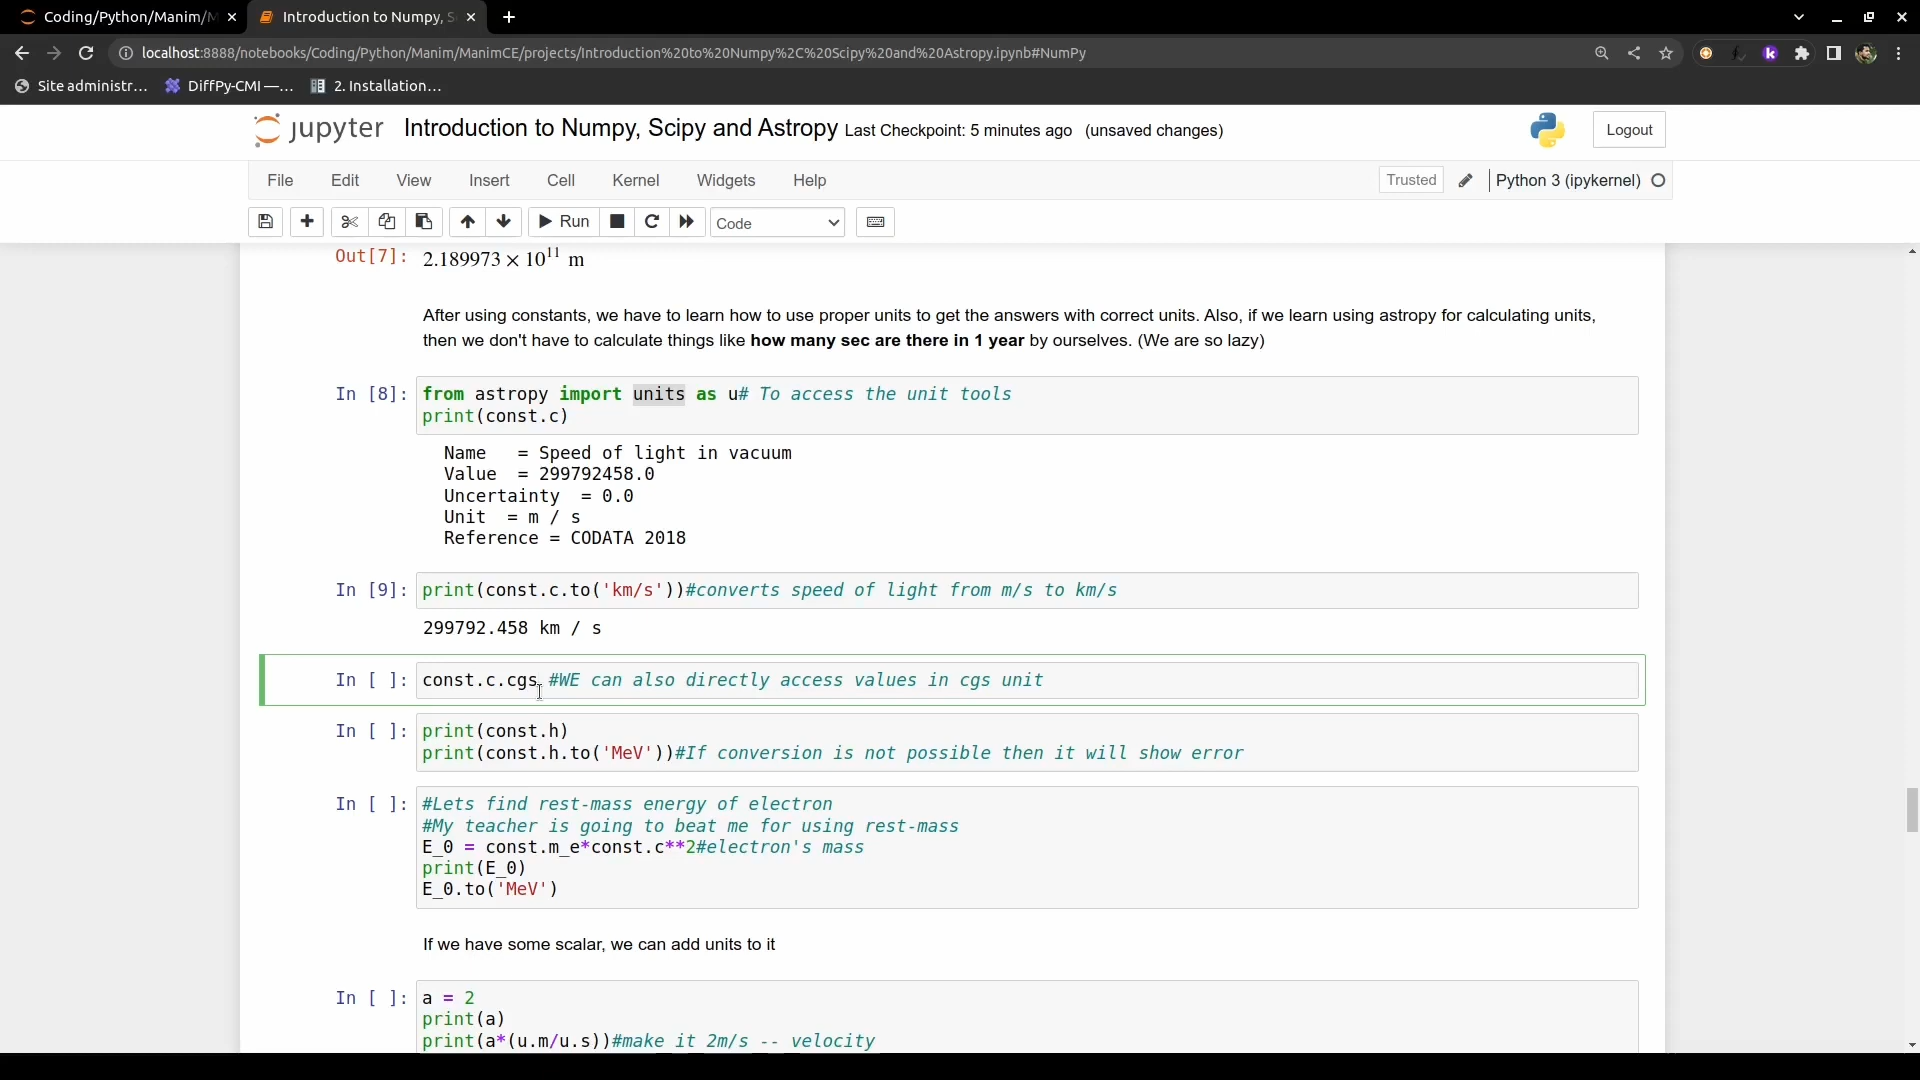 Coding/Python/Manim/M
Introduction to Numpy, S
localhost:8888/notebooks/Coding/Python/Manim/ManimCE/projects/Introduction%20to%20Numpy%2C%20Scipy%20and%20Astropy.ipynb#NumPy
Site administr... DiffPy-CMI —... 2. Installation...
jupyter Introduction to Numpy, Scipy and Astropy Last Checkpoint: 5 minutes ago (unsaved changes) Logout
File Edit View Insert Cell Kernel Widgets Help Trusted Python 3 (ipykernel)
Run Code
Out[7]: 2.189973 × 10¹¹ m
After using constants, we have to learn how to use proper units to get the answers with correct units. Also, if we learn using astropy for calculating units,
then we don't have to calculate things like how many sec are there in 1 year by ourselves. (We are so lazy)
In [8]: from astropy import units as u# To access the unit tools
print(const.c)
Name   = Speed of light in vacuum
Value  = 299792458.0
Uncertainty  = 0.0
Unit  = m / s
Reference = CODATA 2018
In [9]: print(const.c.to('km/s'))#converts speed of light from m/s to km/s
299792.458 km / s
In [ ]: const.c.cgs #WE can also directly access values in cgs unit
In [ ]: print(const.h)
print(const.h.to('MeV'))#If conversion is not possible then it will show error
In [ ]: #Lets find rest-mass energy of electron
#My teacher is going to beat me for using rest-mass
E_0 = const.m_e*const.c**2#electron's mass
print(E_0)
E_0.to('MeV')
If we have some scalar, we can add units to it
In [ ]: a = 2
print(a)
print(a*(u.m/u.s))#make it 2m/s -- velocity